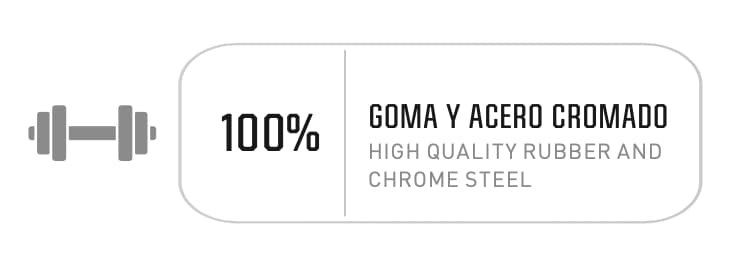 100%
GOMA Y ACERO CROMADO
HIGH QUALITY RUBBER AND
CHROME STEEL